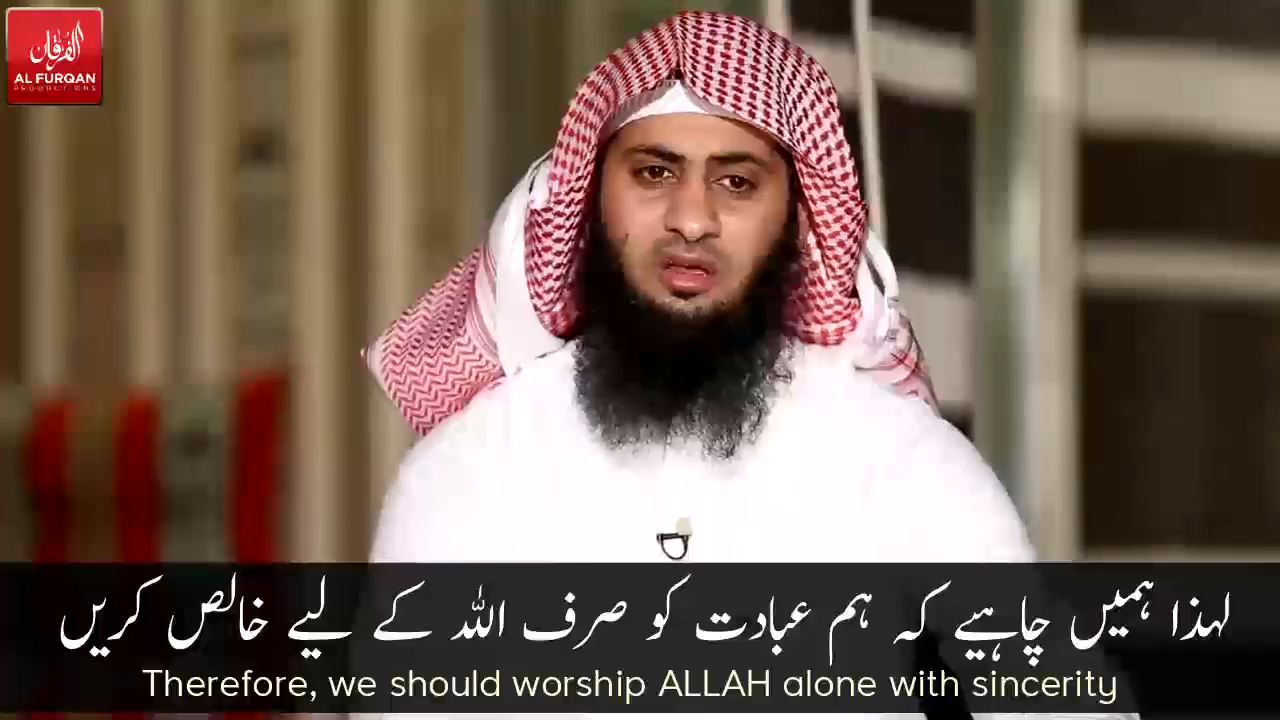 الفرقان
AL FURQAN
PRODUCTIONS
لہذا ہمیں چاہیے کہ ہم عبادت کو صرف اللہ کے لیے خالص کریں
Therefore, we should worship ALLAH alone with sincerity